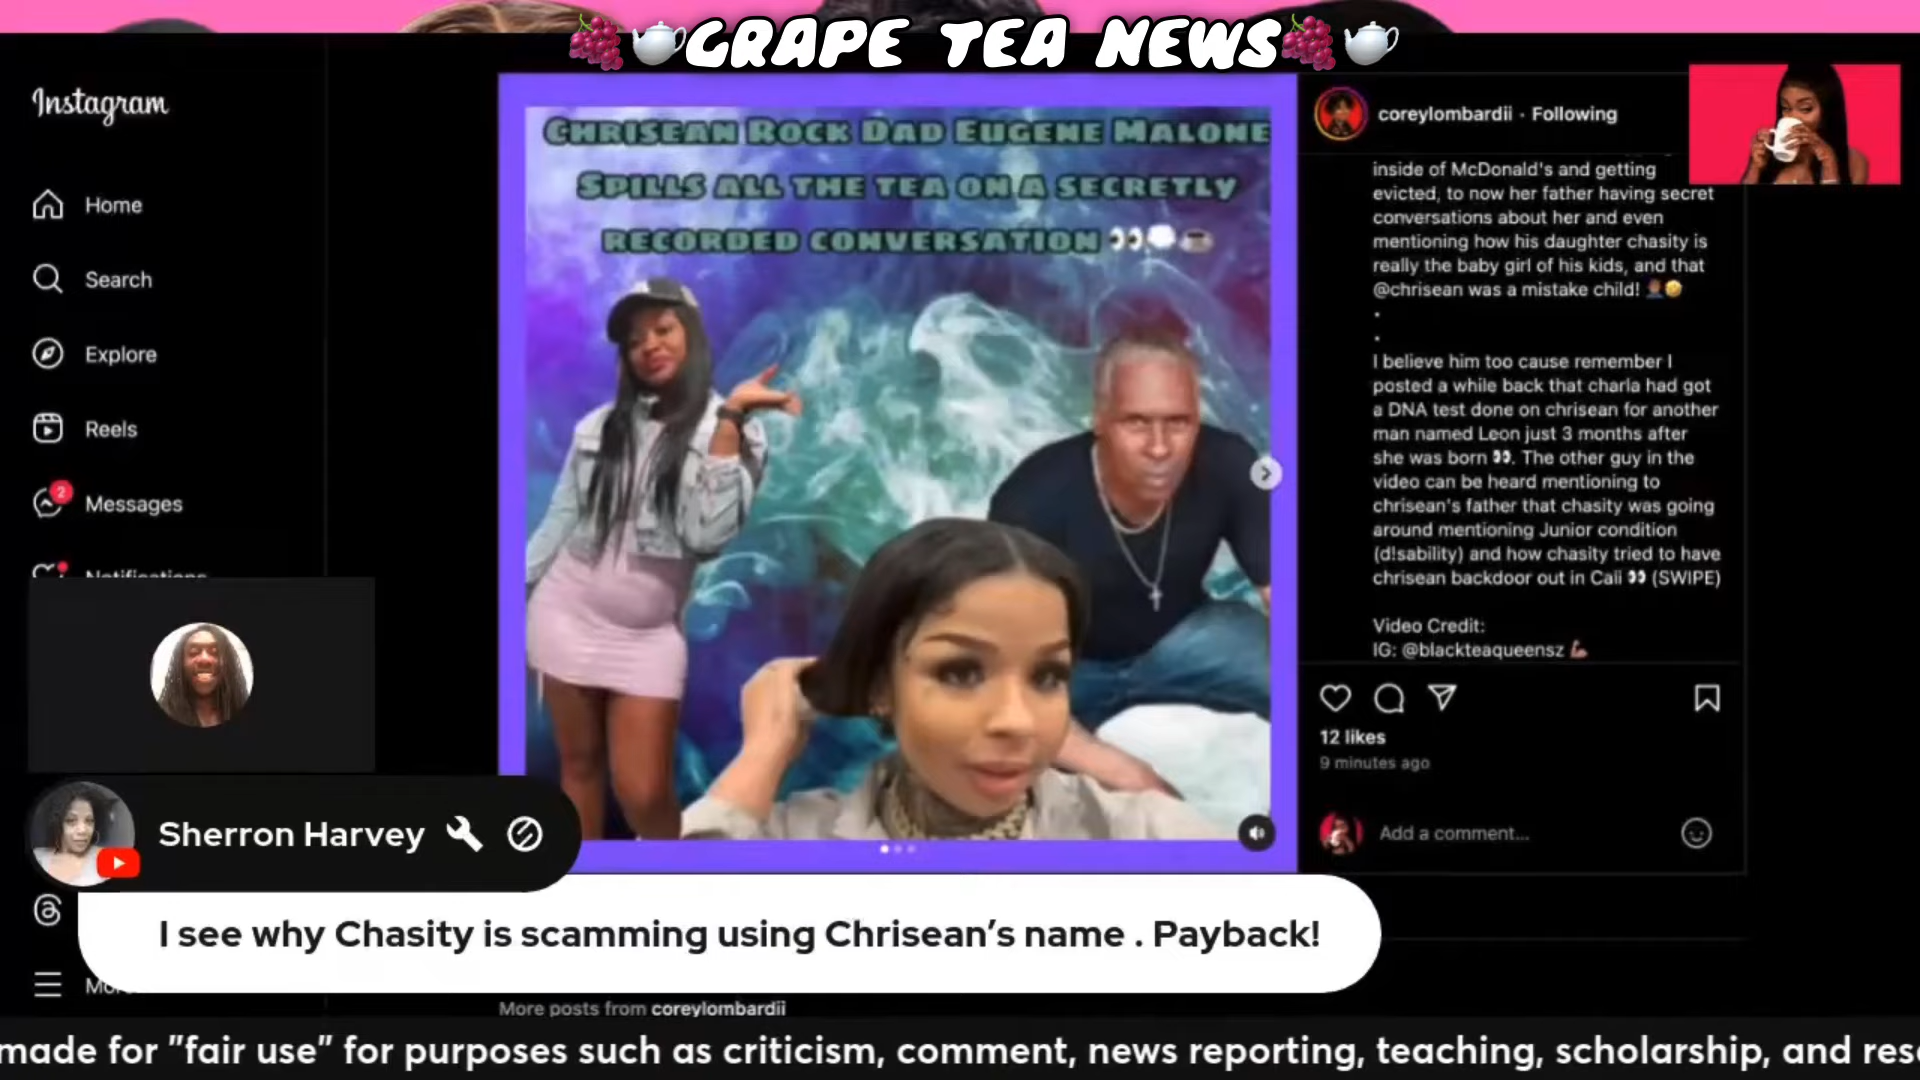 GRAPE TEA NEWS
Instagram
Home
Search
Explore
Reels
2
Messages
Notifications
CHRISEAN ROCK DAD EUGENE MALONE
SPILLS ALL THE TEA ON A SECRETLY
RECORDED CONVERSATION 👀💭☕
coreylombardii · Following
inside of McDonald's and getting
evicted, to now her father having secret
conversations about her and even
mentioning how his daughter chasity is
really the baby girl of his kids, and that
@chrisean was a mistake child! 🤦🏾‍♂️🤣
.
.
I believe him too cause remember I
posted a while back that charla had got
a DNA test done on chrisean for another
man named Leon just 3 months after
she was born 👀. The other guy in the
video can be heard mentioning to
chrisean's father that chasity was going
around mentioning Junior condition
(d!sability) and how chasity tried to have
chrisean backdoor out in Cali 👀 (SWIPE)
Video Credit:
IG: @blackteaqueensz 💪🏽
12 likes
9 minutes ago
Add a comment...
Sherron Harvey
I see why Chasity is scamming using Chrisean's name . Payback!
More posts from coreylombardii
made for "fair use" for purposes such as criticism, comment, news reporting, teaching, scholarship, and rese